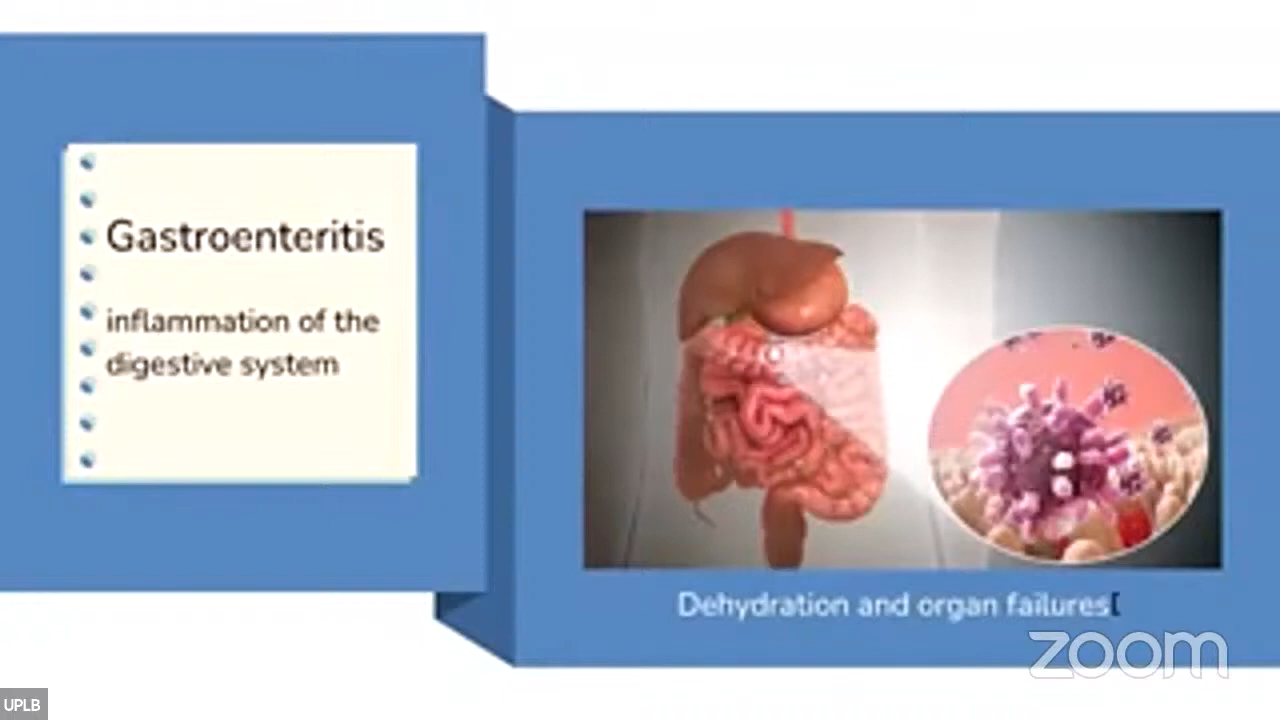 Gastroenteritis
inflammation of the
digestive system
Dehydration and organ failures[
zoom
UPLB